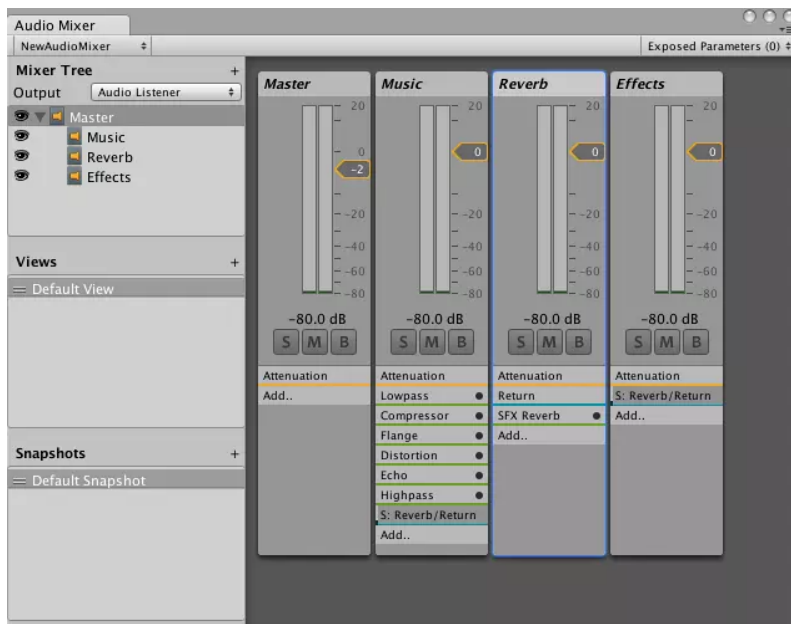 Audio Mixer
NewAudioMixer
Exposed Parameters (0)
Mixer Tree +
Output Audio Listener
Master
Music
Reverb
Effects
Views +
Default View
Snapshots +
Default Snapshot
Master
20
0
-2
-20
-40
-60
-80
-80.0 dB
S M B
Attenuation
Add..
Music
20
0
-20
-40
-60
-80
-80.0 dB
S M B
Attenuation
Lowpass
Compressor
Flange
Distortion
Echo
Highpass
S: Reverb/Return
Add..
Reverb
20
0
-20
-40
-60
-80
-80.0 dB
S M B
Attenuation
Return
SFX Reverb
Add..
Effects
20
0
-20
-40
-60
-80
-80.0 dB
S M B
Attenuation
S: Reverb/Return
Add..